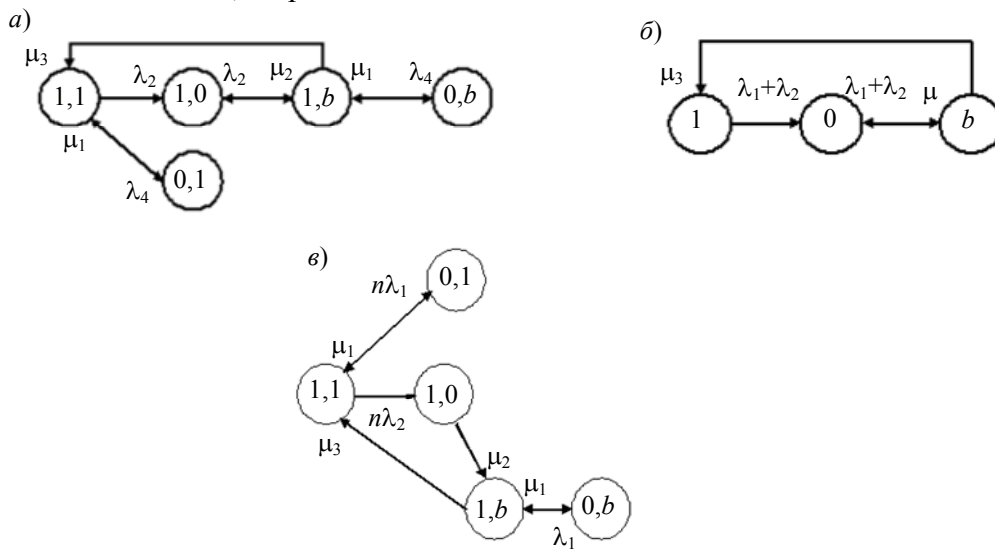 а)
μ3 1,1 λ2 1,0 λ2 μ2 1,b μ1 λ4 0,b
μ1 λ4 0,1
б)
μ3 1 λ1+λ2 0 λ1+λ2 μ b
в)
nλ1 0,1
μ1
1,1 nλ2 1,0
μ3 μ2
1,b μ1 λ1 0,b